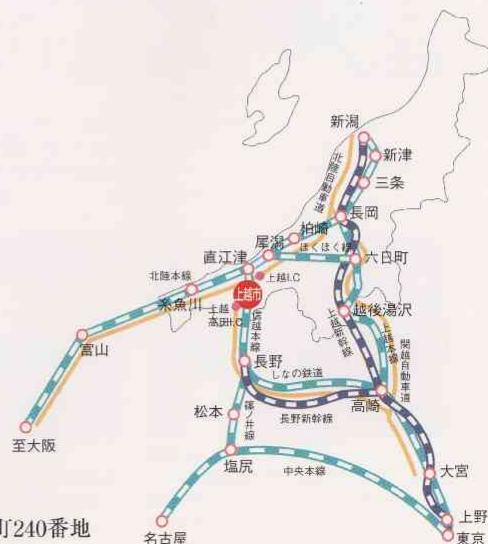 新潟
新津
北陸自動車道
三条
長岡
柏崎
犀潟
ほくほく線
直江津
六日町
上越I.C
北陸本線
上越市
糸魚川
上越高田I.C
信越本線
越後湯沢
上越新幹線
上越本線
関越自動車道
富山
長野
しなの鉄道
高崎
長野新幹線
松本
篠ノ井線
至大阪
塩尻
中央本線
大宮
上野
東京
名古屋
町240番地